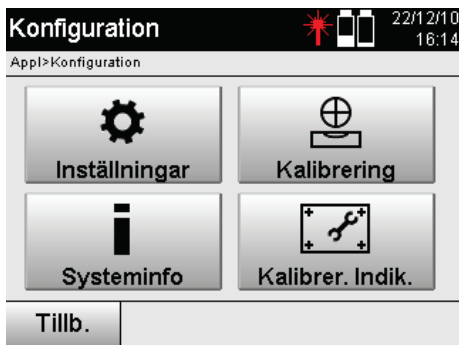 Konfiguration
22/12/10
16:14
Appl>Konfiguration
Inställningar
Kalibrering
Systeminfo
Kalibrer. Indik.
Tillb.